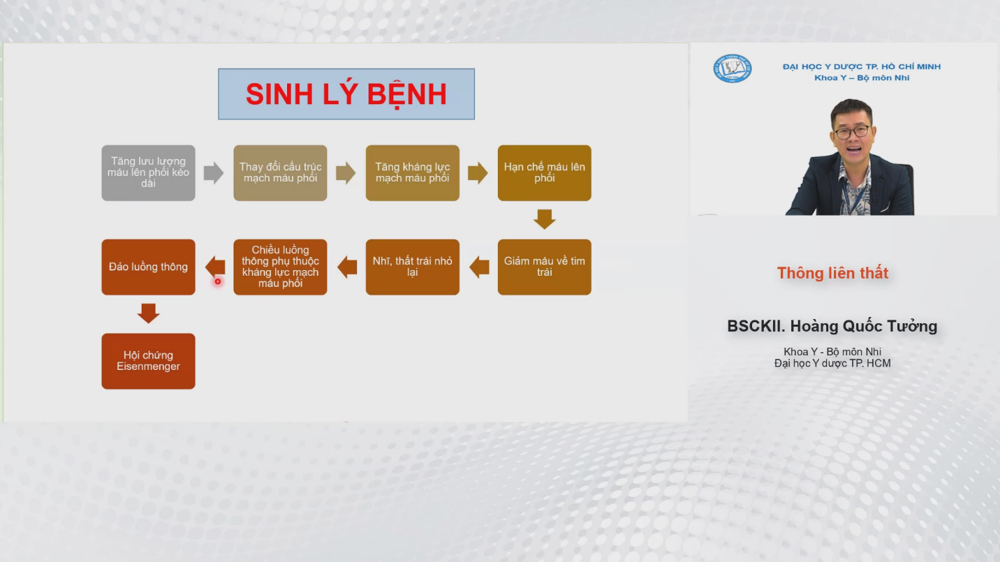 SINH LÝ BỆNH
Tăng lưu lượng
máu lên phổi kéo
dài
Thay đổi cấu trúc
mạch máu phổi
Tăng kháng lực
mạch máu phổi
Hạn chế máu lên
phổi
Giảm máu về tim
trái
Nhĩ, thất trái nhỏ
lại
Chiều luồng
thông phụ thuộc
kháng lực mạch
máu phổi
Đảo luồng thông
Hội chứng
Eisenmenger
ĐẠI HỌC Y DƯỢC TP. HỒ CHÍ MINH
Khoa Y – Bộ môn Nhi
Thông liên thất
BSCKII. Hoàng Quốc Tưởng
Khoa Y - Bộ môn Nhi
Đại học Y dược TP. HCM